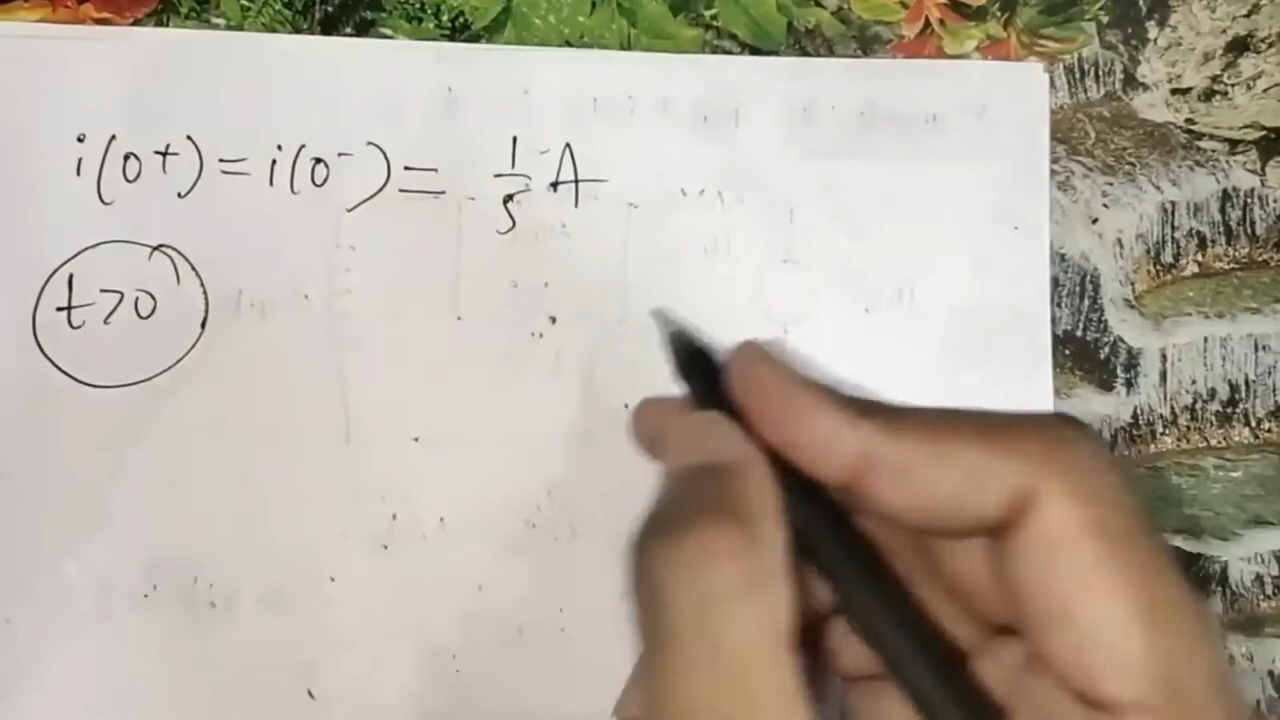 i(0+) = i(0-) = 1/5 A
t>0